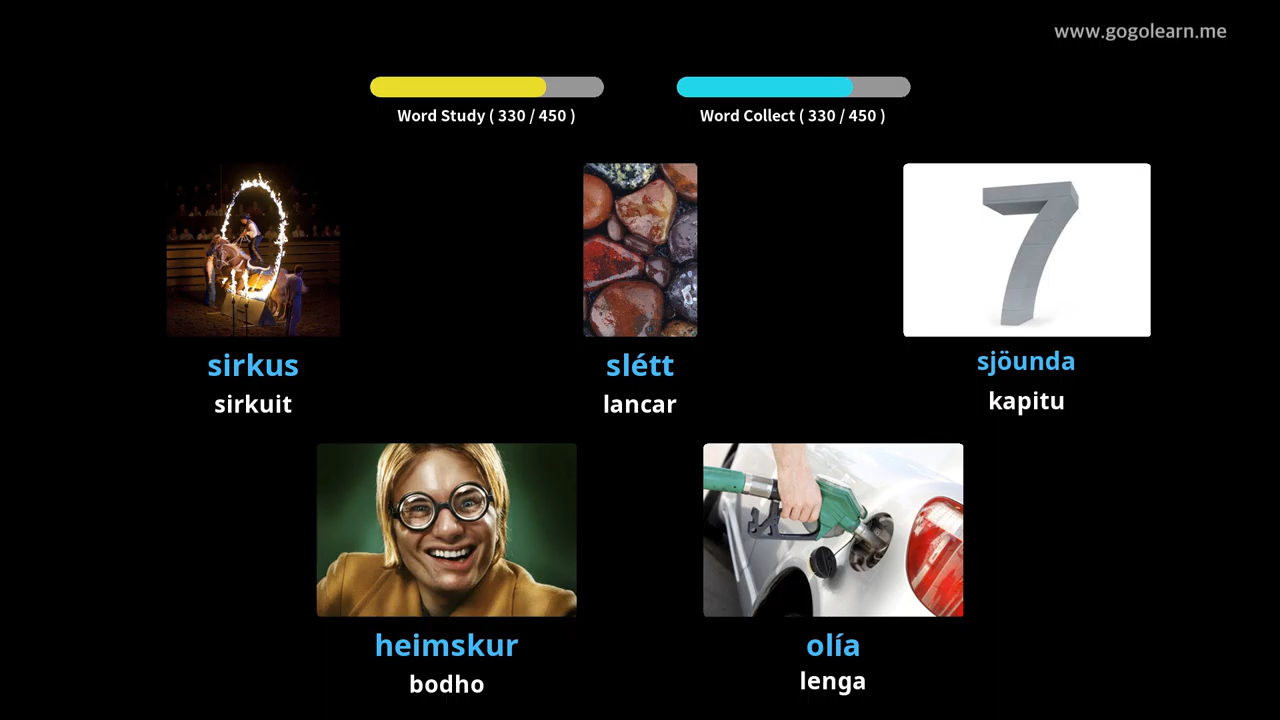 www.gogolearn.me
Word Study ( 330 / 450 )
Word Collect ( 330 / 450 )
sirkus
sirkuit
slétt
lancar
sjöunda
kapitu
heimskur
bodho
olía
lenga